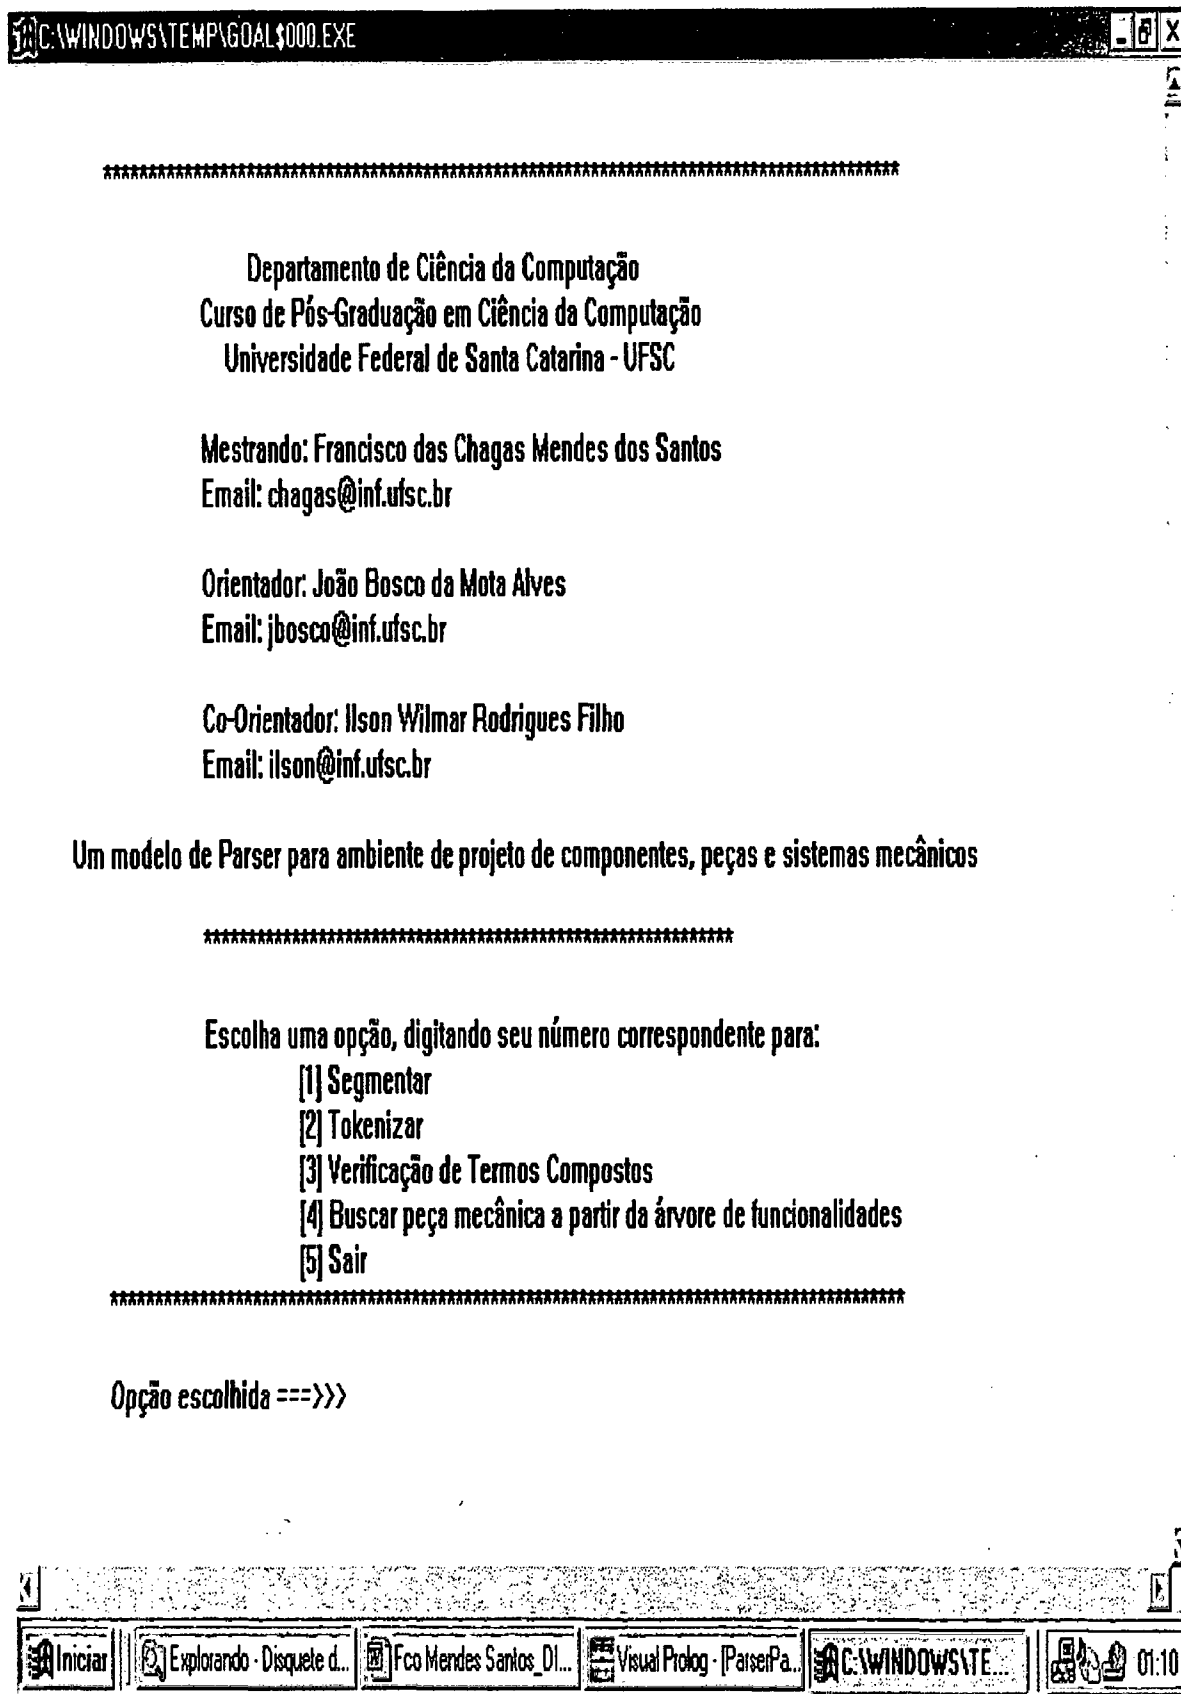 C:\WINDOWS\TEMP\GOAL$000.EXE
****************************************************************************************
Departamento de Ciência da Computação
Curso de Pós-Graduação em Ciência da Computação
Universidade Federal de Santa Catarina - UFSC
Mestrando: Francisco das Chagas Mendes dos Santos
Email: chagas@inf.ufsc.br
Orientador: João Bosco da Mota Alves
Email: jbosco@inf.ufsc.br
Co-Orientador: Ilson Wilmar Rodrigues Filho
Email: ilson@inf.ufsc.br
Um modelo de Parser para ambiente de projeto de componentes, peças e sistemas mecânicos
***********************************************************
Escolha uma opção, digitando seu número correspondente para:
[1] Segmentar
[2] Tokenizar
[3] Verificação de Termos Compostos
[4] Buscar peça mecânica a partir da árvore de funcionalidades
[5] Sair
****************************************************************************************
Opção escolhida ===>>>
Iniciar Explorando - Disquete d... Fco Mendes Santos_DI... Visual Prolog - [ParserPa... C:\WINDOWS\TE... 01:10